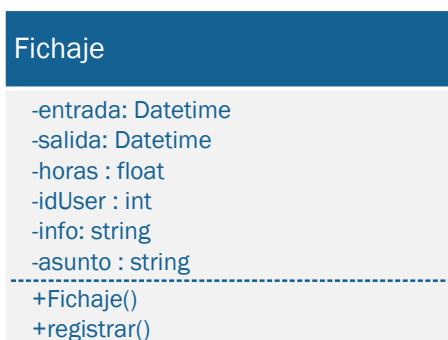 Fichaje
-entrada: Datetime
-salida: Datetime
-horas : float
-idUser : int
-info: string
-asunto : string
+Fichaje()
+registrar()